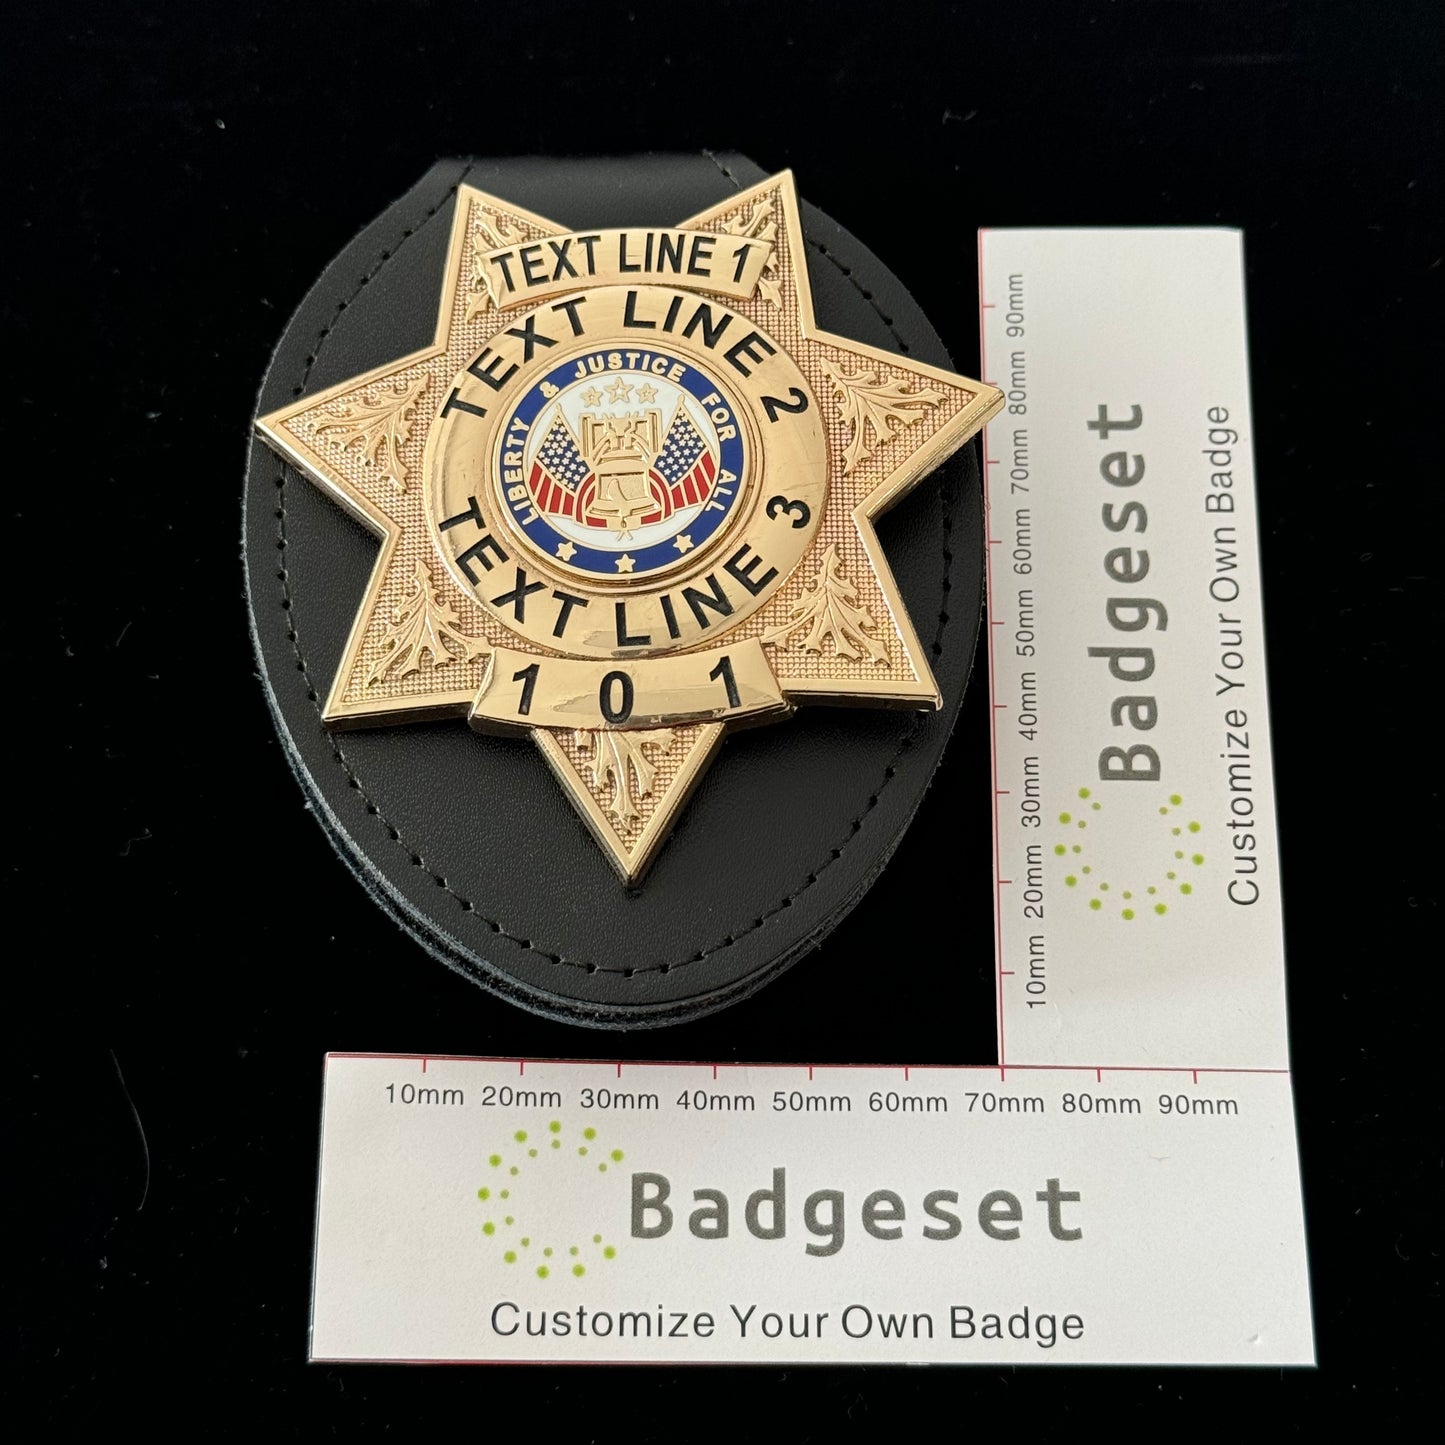 TEXT LINE 1
TEXT LINE 2
LIBERTY & JUSTICE FOR ALL
TEXT LINE 3
101
90mm
80mm
70mm
60mm
50mm
40mm
30mm
20mm
10mm
Badgeset
Customize Your Own Badge
10mm 20mm 30mm 40mm 50mm 60mm 70mm 80mm 90mm
Badgeset
Customize Your Own Badge